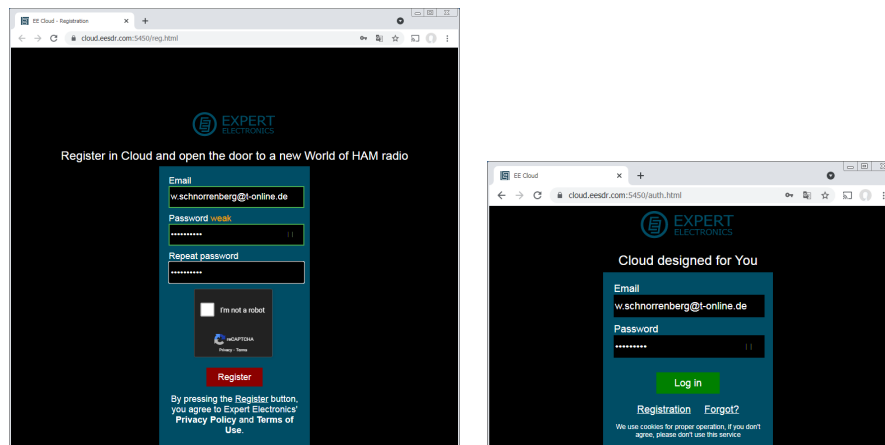 EE Cloud - Registration
cloud.eesdr.com:5450/reg.html
EXPERT
ELECTRONICS
Register in Cloud and open the door to a new World of HAM radio
Email
w.schnorrenberg@t-online.de
Password weak
••••••••••
Repeat password
••••••••••
I'm not a robot
reCAPTCHA
Privacy - Terms
Register
By pressing the Register button,
you agree to Expert Electronics'
Privacy Policy and Terms of
Use.
EE Cloud
cloud.eesdr.com:5450/auth.html
EXPERT
ELECTRONICS
Cloud designed for You
Email
w.schnorrenberg@t-online.de
Password
•••••••••
Log in
Registration Forgot?
We use cookies for proper operation, if you don't
agree, please don't use this service